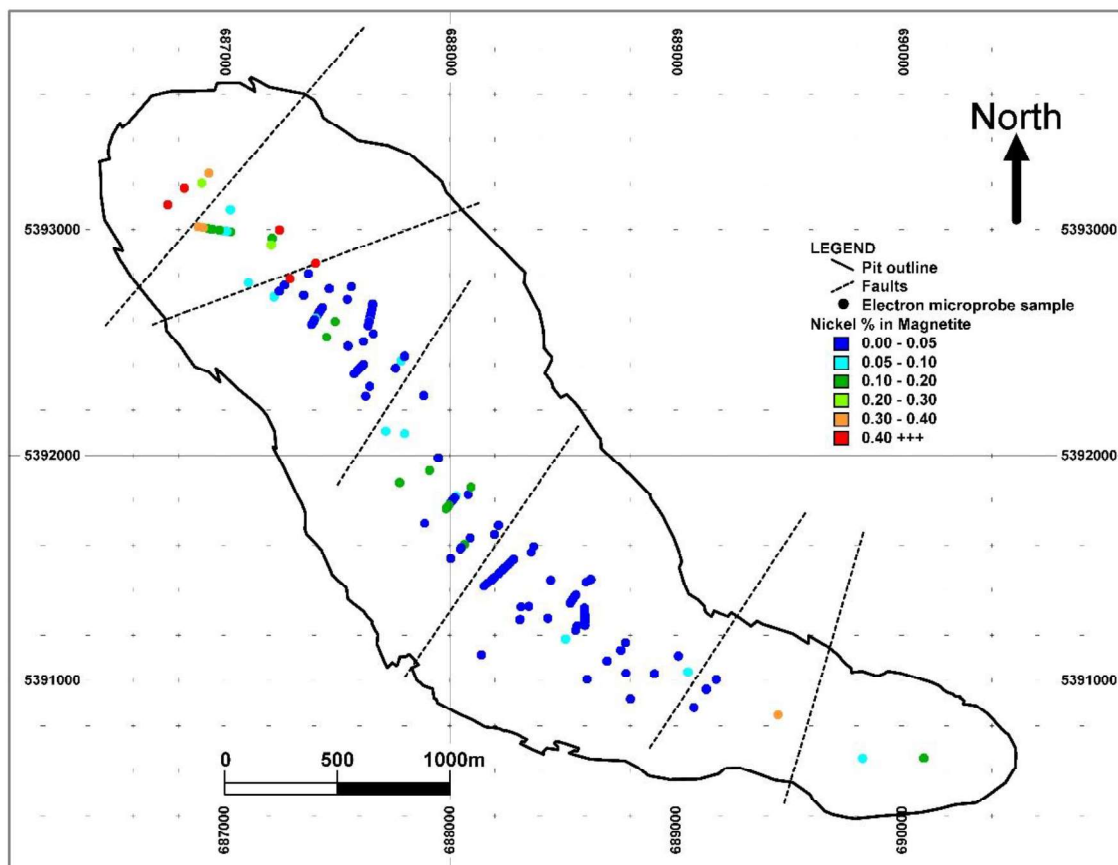 687000
688000
689000
690000
North
5393000
5393000
LEGEND
Pit outline
Faults
Electron microprobe sample
Nickel % in Magnetite
0.00 - 0.05
0.05 - 0.10
0.10 - 0.20
0.20 - 0.30
0.30 - 0.40
0.40 +++
5392000
5392000
5391000
5391000
0
500
1000m
687000
688000
689000
690000